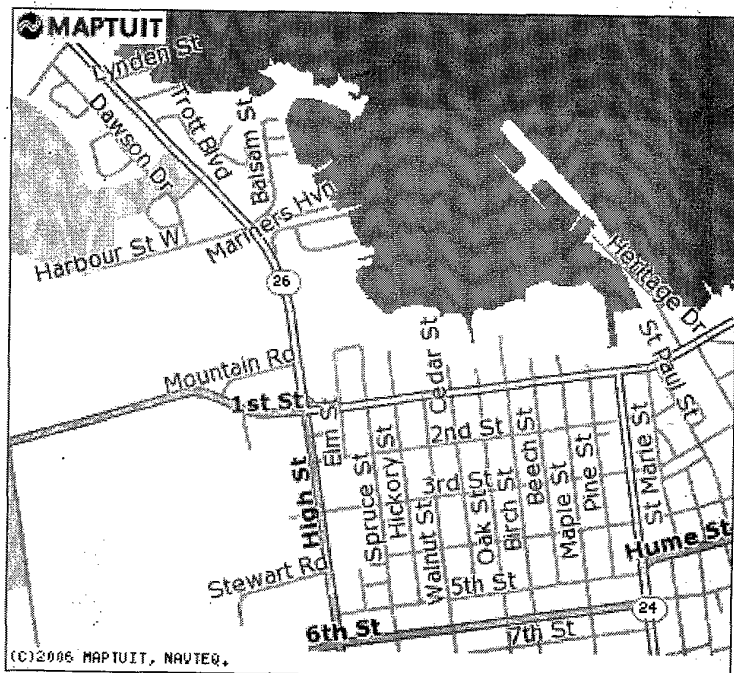 MAPTUIT
Lynden St
Dawson Dr
Trott Blvd
Balsam St
Mariners Hvn
Harbour St W
26
Heritage Dr
St Paul St
Mountain Rd
1st St
Cedar St
Elm St
2nd St
High St
Spruce St
Hickory St
3rd St
Walnut St
Oak St
Birch St
Beech St
Maple St
Pine St
St Marie St
Hume St
Stewart Rd
5th St
24
6th St
7th St
(C)2006 MAPTUIT, NAVTEQ.